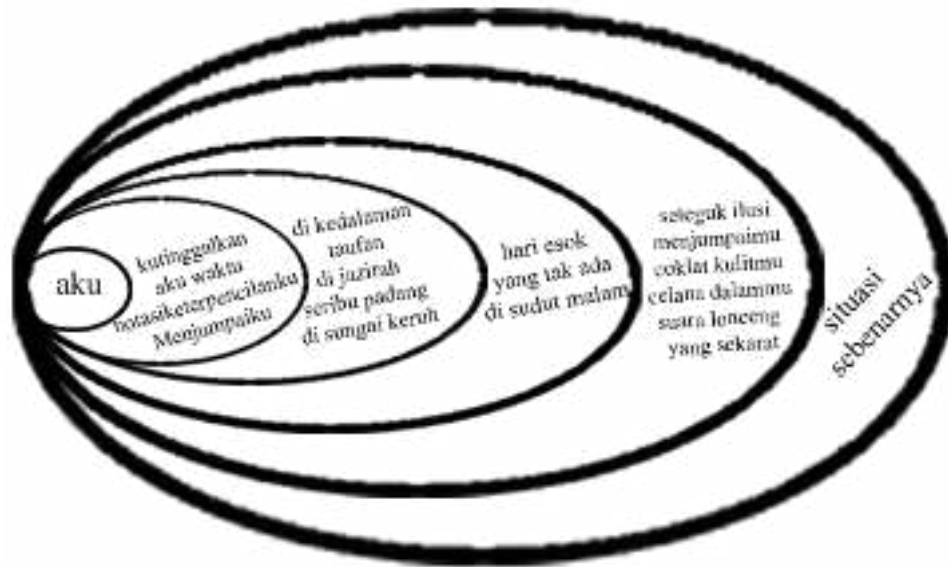 aku
kutinggalkan
aku waktu
notasiketerpencilanku
Menjumpaiku
di kedalaman
taufan
di jazirah
seribu padang
di sungai keruh
hari esok
yang tak ada
di sudut malam
seteguk ilusi
menjumpaimu
coklat kulitmu
celana dalammu
suara lonceng
yang sekarat
situasi
sebenarnya